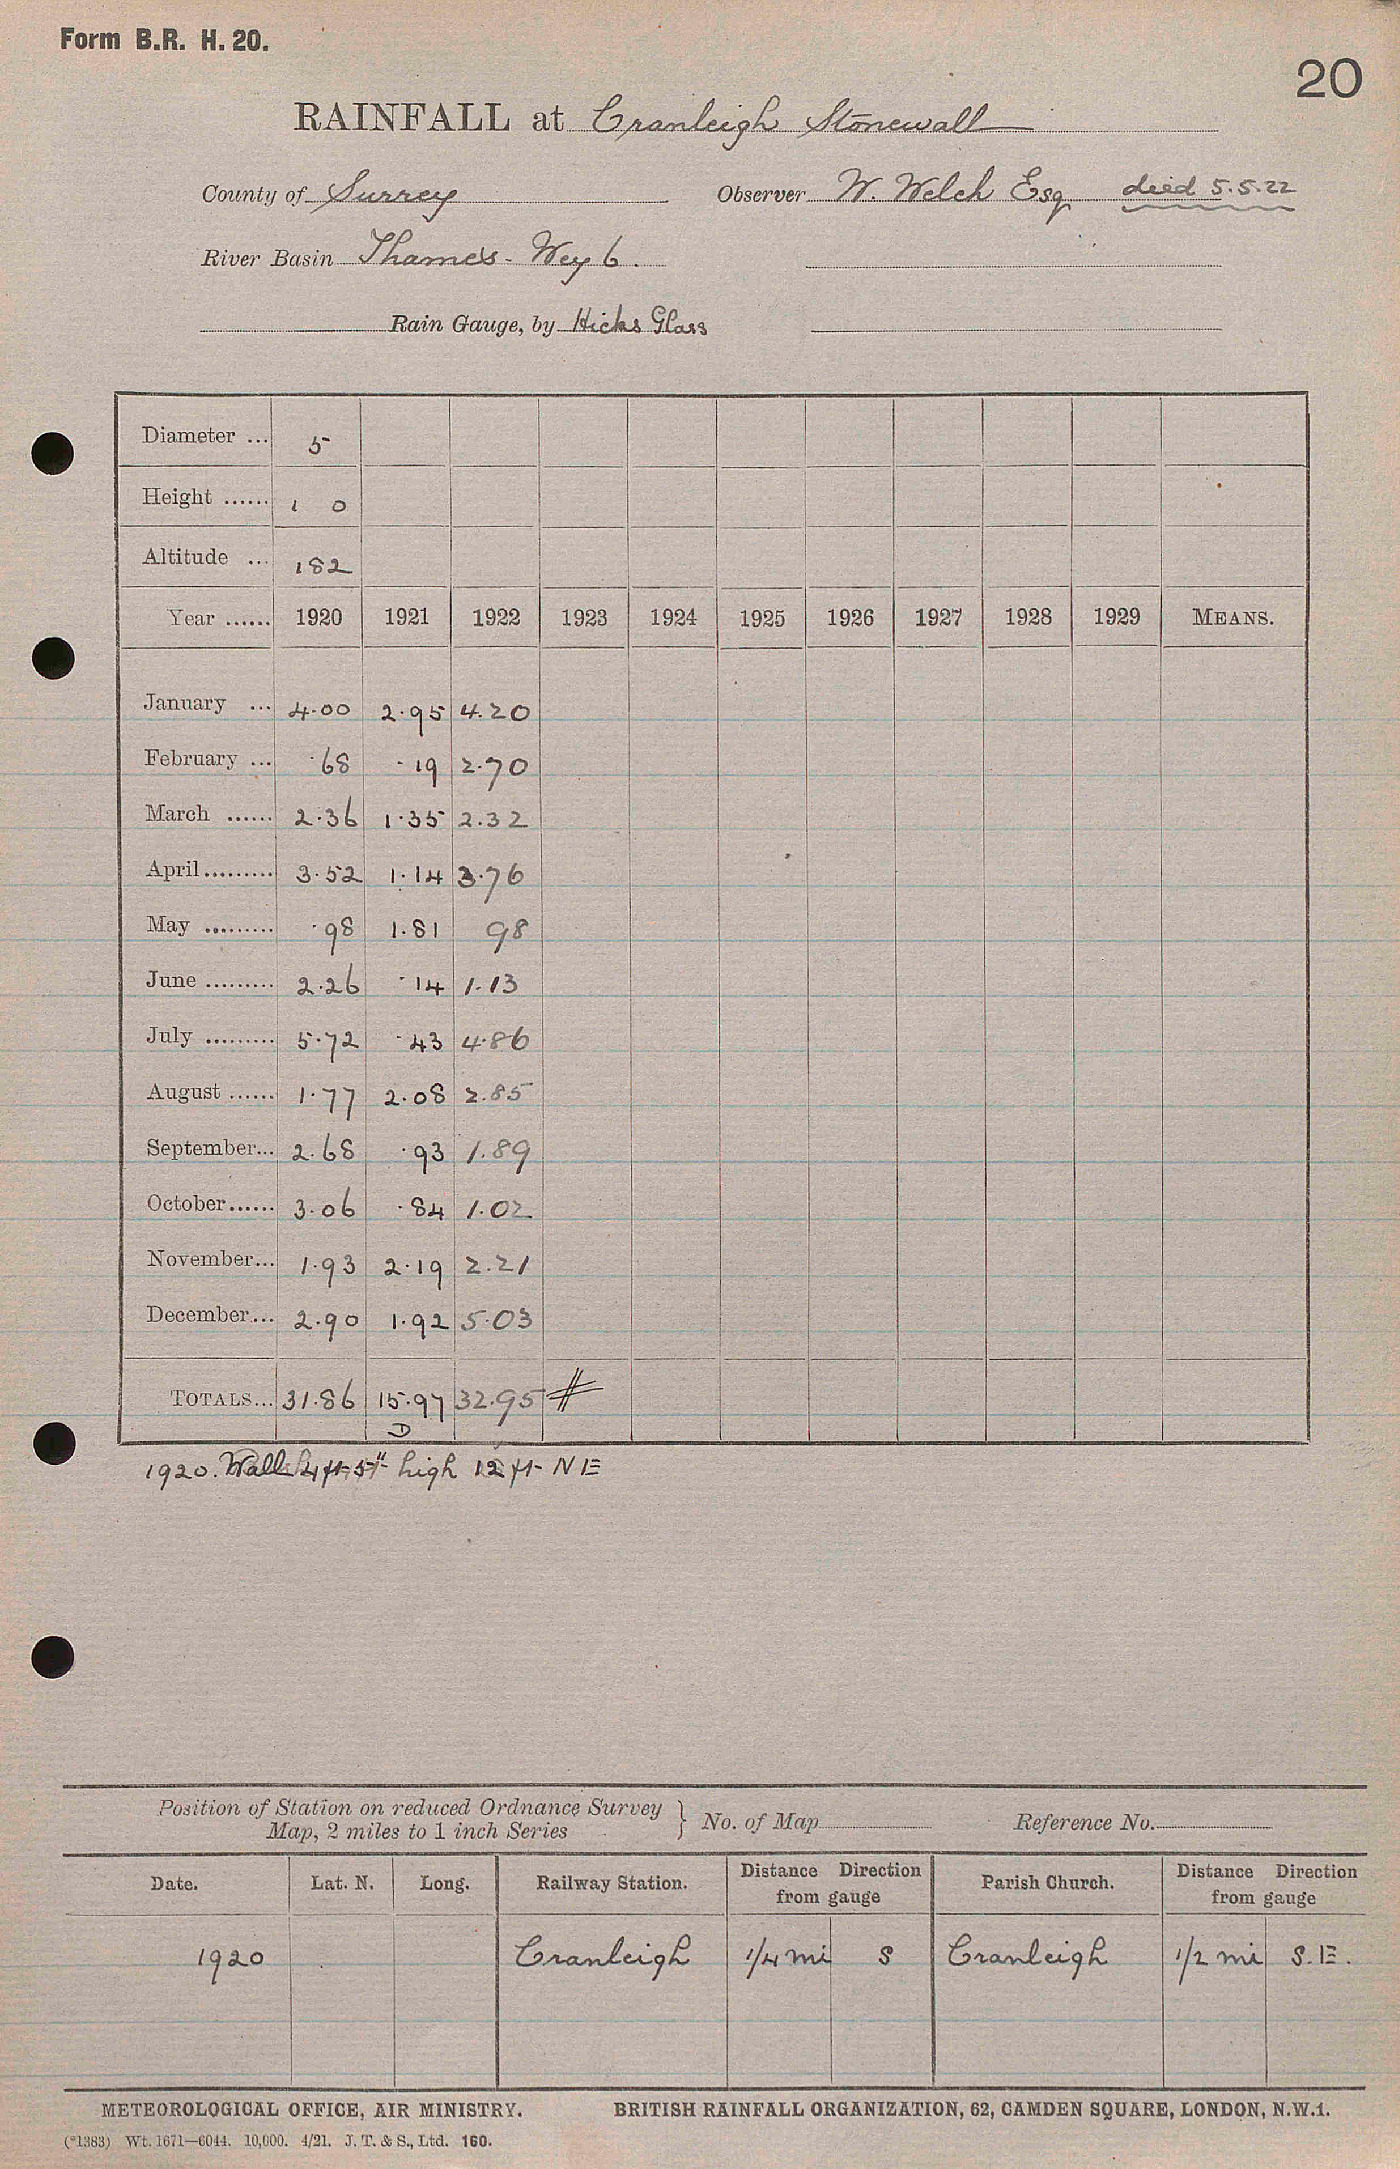 Form B.R. H. 20.
20
RAINFALL at Cranleigh Stonewall
County of Surrey Observer W. Welch Esq died 5.5.22
River Basin Thames - Wey 6.
Rain Gauge, by Hicks Glass
Diameter ... 5
Height ...... 1 0
Altitude ... 182
Year ...... 1920 1921 1922 1923 1924 1925 1926 1927 1928 1929 MEANS.
January ... 4.00 2.95 4.20
February ... .68 .19 2.70
March ...... 2.36 1.35 2.32
April ......... 3.52 1.14 3.76
May ......... .98 1.81 98
June ......... 2.26 .14 1.13
July ......... 5.72 .43 4.86
August ...... 1.77 2.08 2.85
September... 2.68 .93 1.89
October...... 3.06 .84 1.02
November... 1.93 2.19 2.21
December... 2.90 1.92 5.03
TOTALS... 31.86 15.97 32.95 #
D
1920. Wall 4 ft 5" high 12 ft N E
Position of Station on reduced Ordnance Survey } No. of Map Reference No.
Map, 2 miles to 1 inch Series
Date. Lat. N. Long. Railway Station. Distance Direction from gauge Parish Church. Distance Direction from gauge
1920 Cranleigh 1/4 mi S Cranleigh 1/2 mi S.E.
METEOROLOGICAL OFFICE, AIR MINISTRY. BRITISH RAINFALL ORGANIZATION, 62, CAMDEN SQUARE, LONDON, N.W.1.
(*1383) Wt. 1671—6044. 10,000. 4/21. J. T. & S., Ltd. 160.